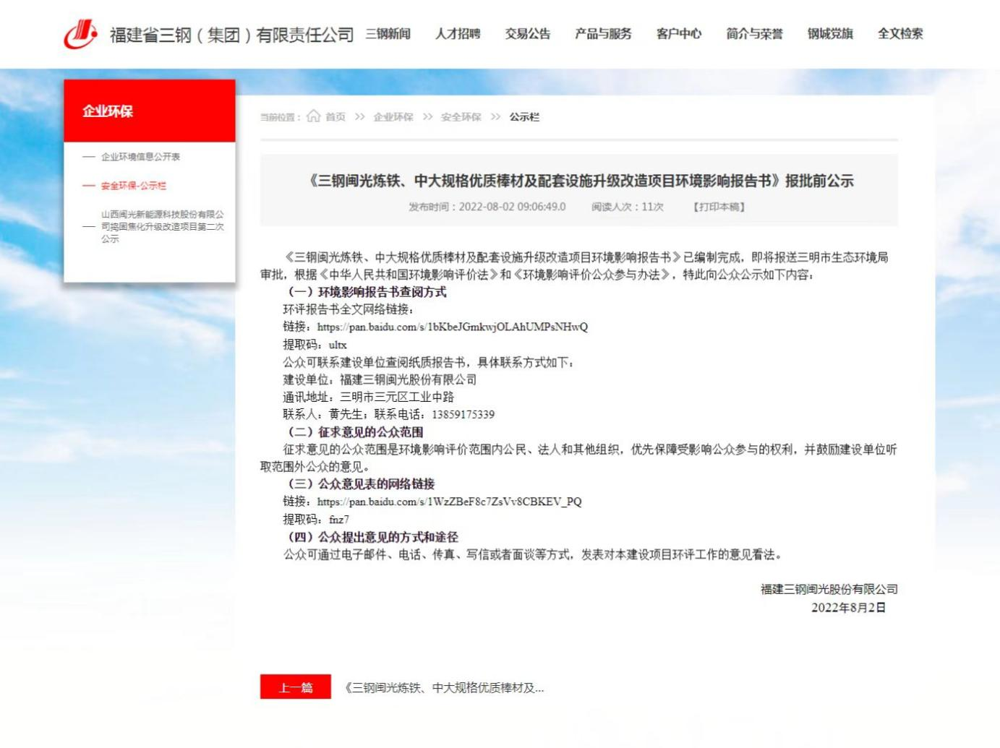 福建省三钢（集团）有限责任公司 三钢新闻 人才招聘 交易公告 产品与服务 客户中心 简介与荣誉 钢城党旗 全文检索
企业环保
企业环境信息公开表
安全环保-公示栏
山西闽光新能源科技股份有限公
司捣固焦化升级改造项目第二次
公示
当前位置： 首页 >> 企业环保 >> 安全环保 >> 公示栏
《三钢闽光炼铁、中大规格优质棒材及配套设施升级改造项目环境影响报告书》报批前公示
发布时间：2022-08-02 09:06:49.0 阅读人次：11次 【打印本稿】
《三钢闽光炼铁、中大规格优质棒材及配套设施升级改造项目环境影响报告书》已编制完成，即将报送三明市生态环境局
审批，根据《中华人民共和国环境影响评价法》和《环境影响评价公众参与办法》，特此向公众公示如下内容：
（一）环境影响报告书查阅方式
环评报告书全文网络链接：
链接：https://pan.baidu.com/s/1bKbeJGmkwjOLAhUMPsNHwQ
提取码：ultx
公众可联系建设单位查阅纸质报告书，具体联系方式如下：
建设单位：福建三钢闽光股份有限公司
通讯地址：三明市三元区工业中路
联系人：黄先生；联系电话：13859175339
（二）征求意见的公众范围
征求意见的公众范围是环境影响评价范围内公民、法人和其他组织，优先保障受影响公众参与的权利，并鼓励建设单位听
取范围外公众的意见。
（三）公众意见表的网络链接
链接：https://pan.baidu.com/s/1WzZBeF8c7ZsVv8CBKEV_PQ
提取码：fnz7
（四）公众提出意见的方式和途径
公众可通过电子邮件、电话、传真、写信或者面谈等方式，发表对本建设项目环评工作的意见看法。
福建三钢闽光股份有限公司
2022年8月2日
上一篇 《三钢闽光炼铁、中大规格优质棒材及...